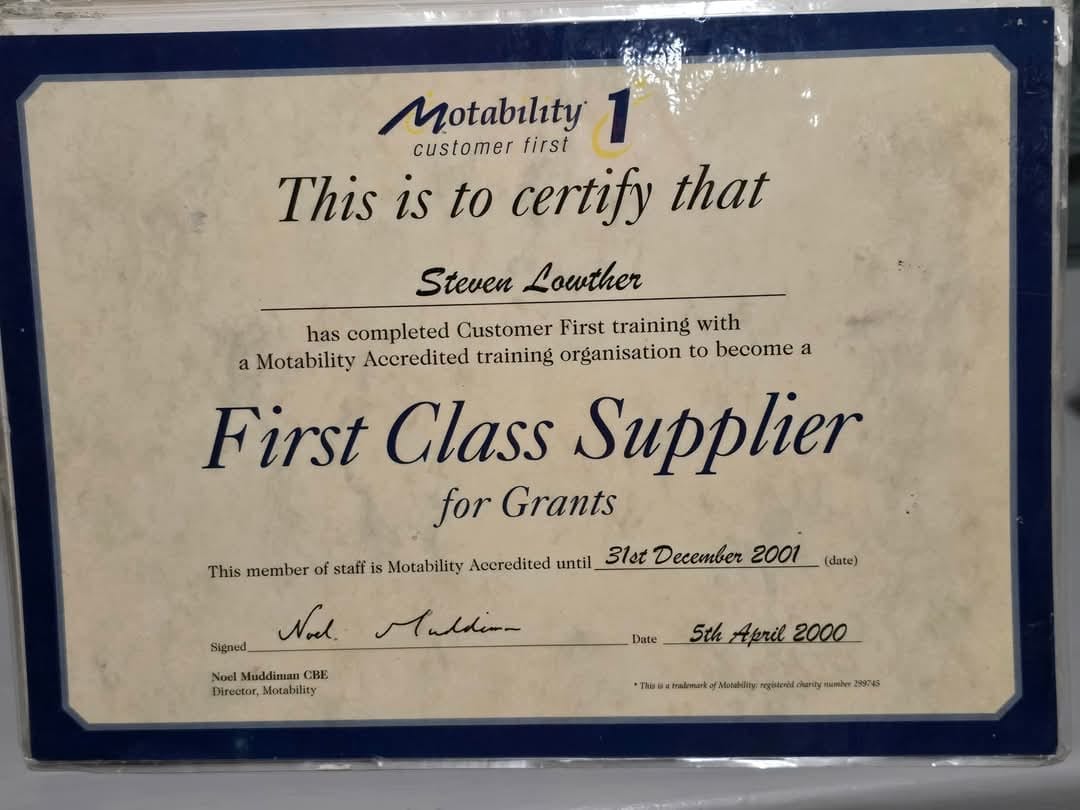 Motability 1
customer first
This is to certify that
Steven Lowther
has completed Customer First training with
a Motability Accredited training organisation to become a
First Class Supplier
for Grants
This member of staff is Motability Accredited until 31st December 2001 (date)
Signed Noel Muddiman Date 5th April 2000
Noel Muddiman CBE
Director, Motability
* This is a trademark of Motability: registered charity number 299745